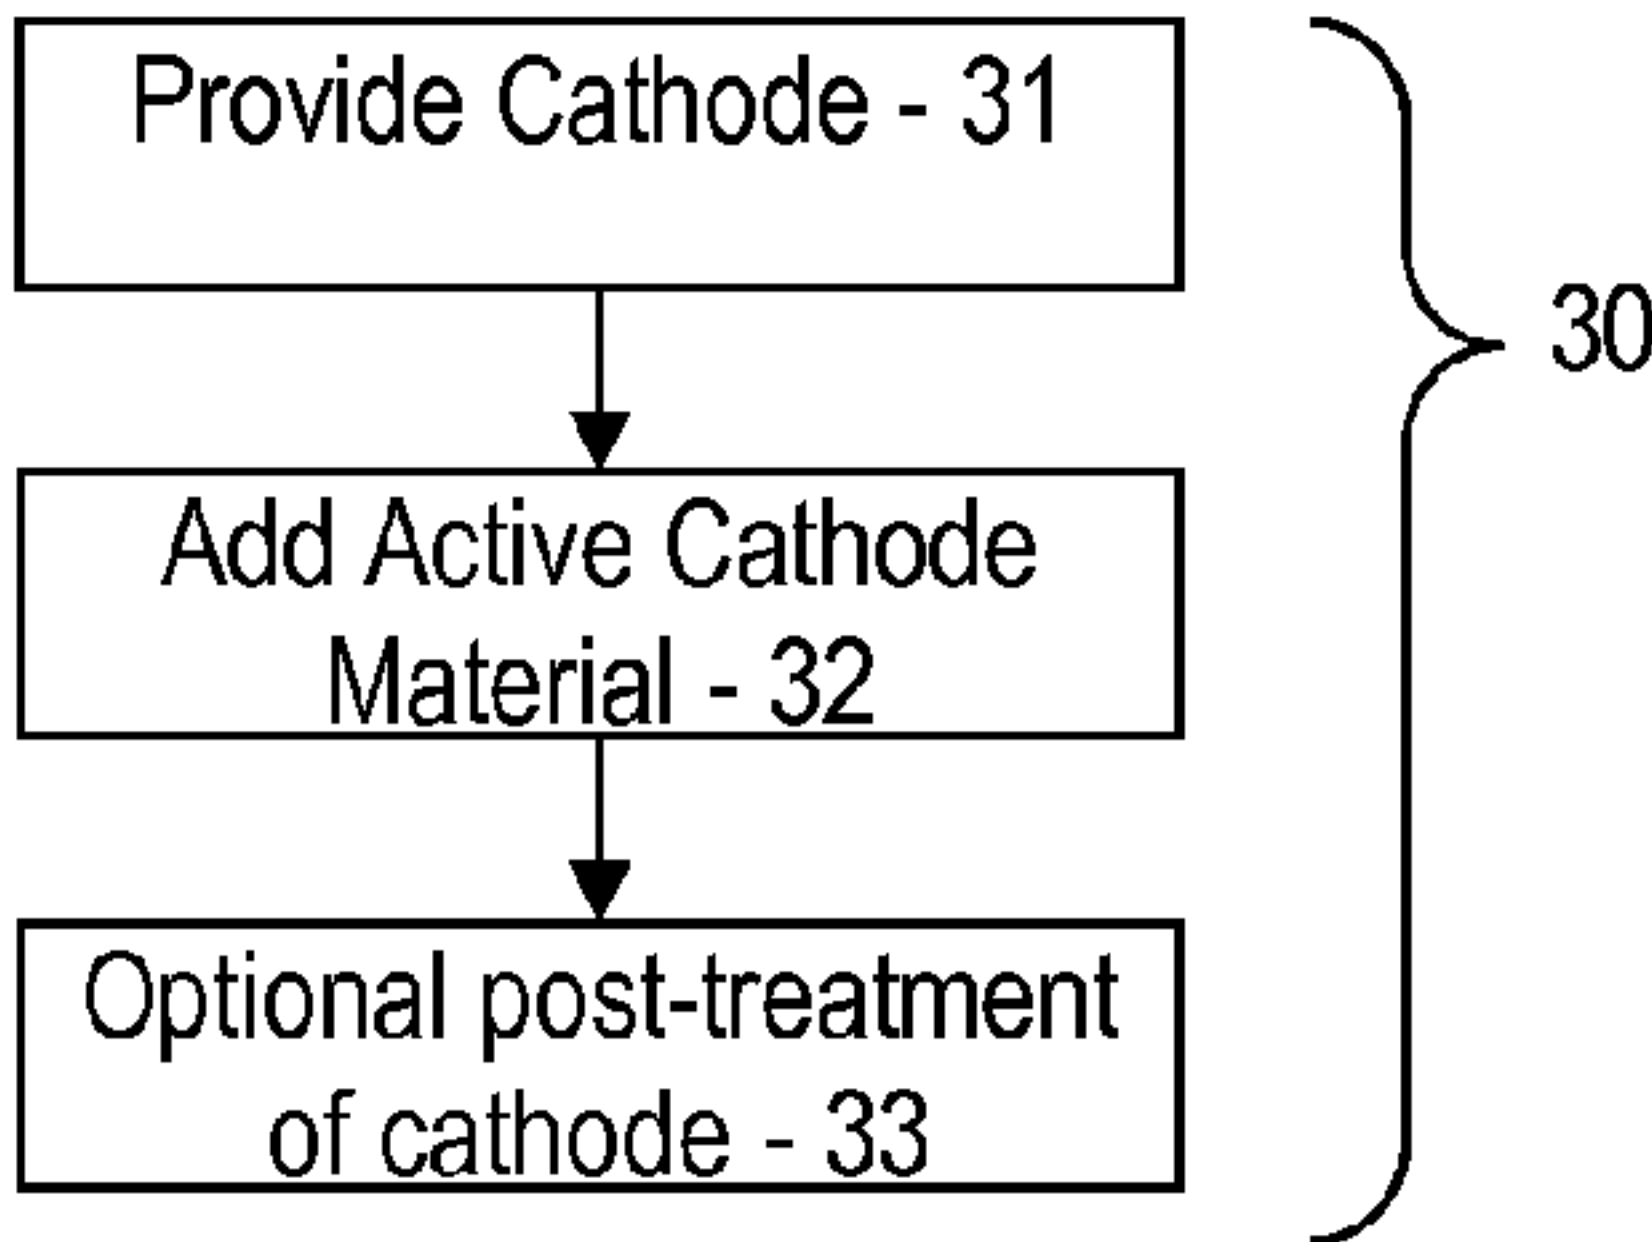 Provide Cathode - 31
30
Add Active Cathode
Material - 32
Optional post-treatment
of cathode - 33